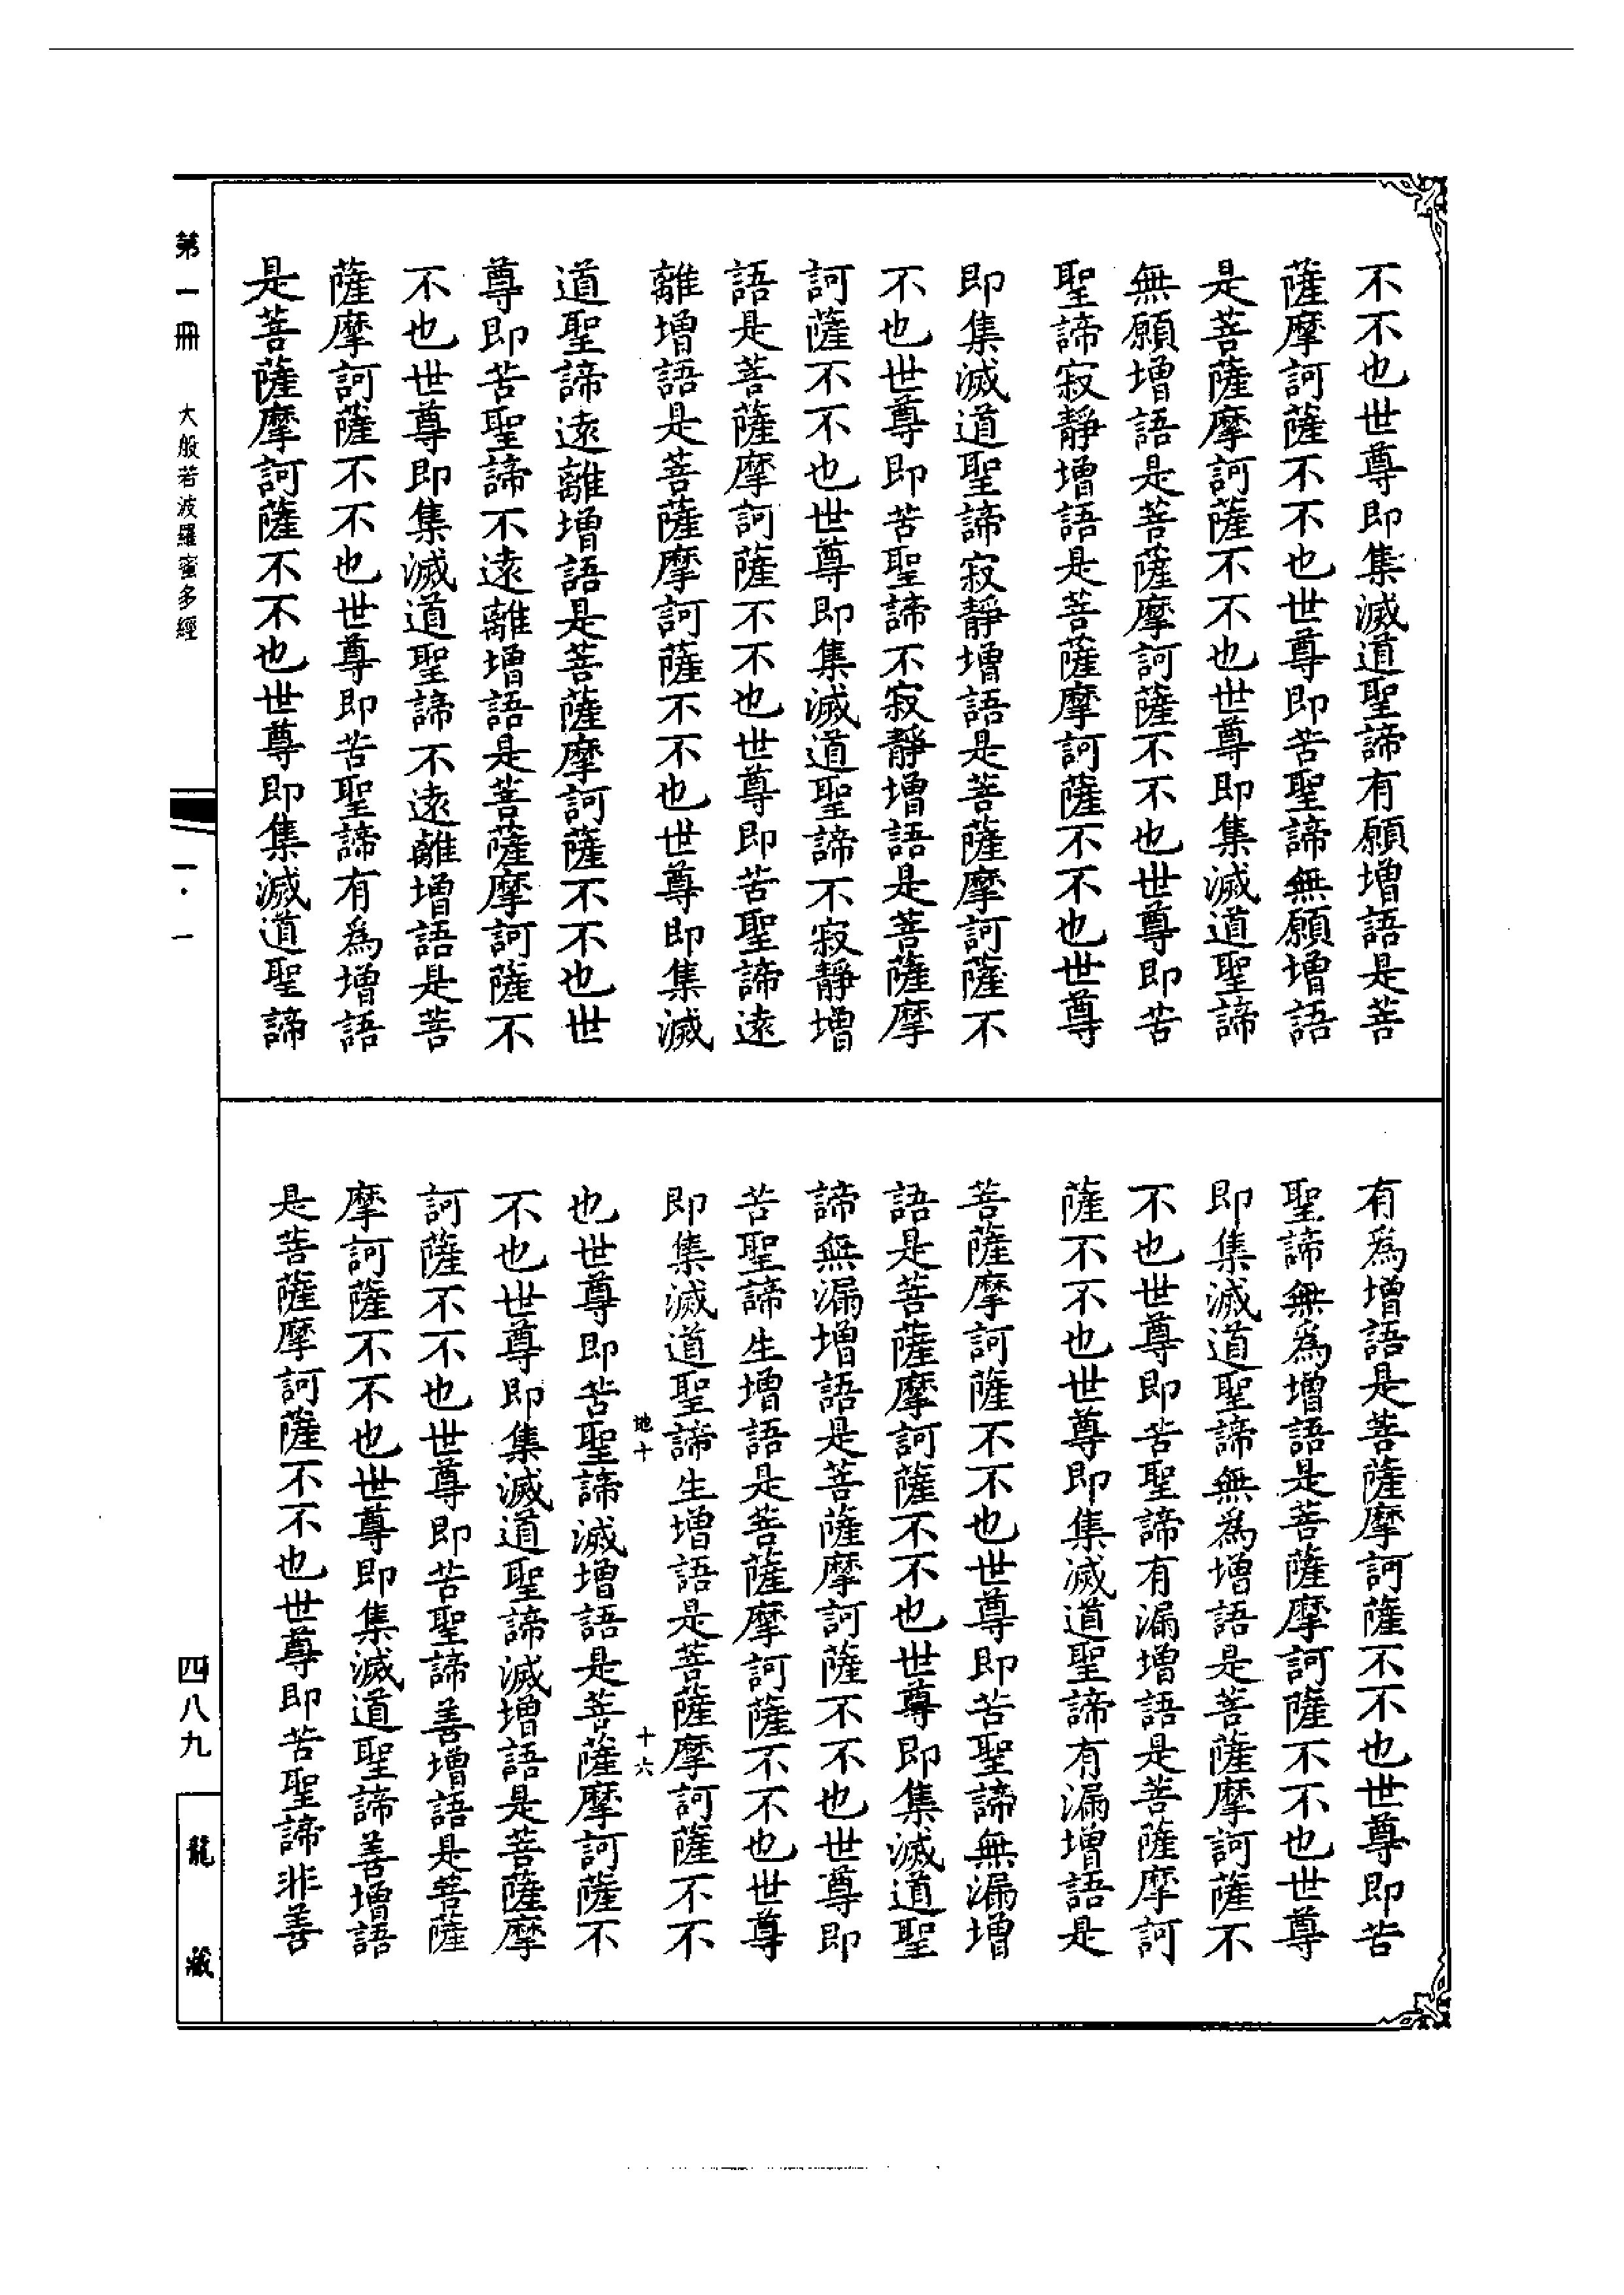 不不也世尊即集滅道聖諦有願增語是菩
薩摩訶薩不不也世尊即苦聖諦無願增語
是菩薩摩訶薩不不也世尊即集滅道聖諦
無願增語是菩薩摩訶薩不不也世尊即苦
聖諦寂靜增語是菩薩摩訶薩不不也世尊
即集滅道聖諦寂靜增語是菩薩摩訶薩不
不也世尊即苦聖諦不寂靜增語是菩薩摩
訶薩不不也世尊即集滅道聖諦不寂靜增
語是菩薩摩訶薩不不也世尊即苦聖諦遠
離增語是菩薩摩訶薩不不也世尊即集滅
道聖諦遠離增語是菩薩摩訶薩不不也世
尊即苦聖諦不遠離增語是菩薩摩訶薩不
不也世尊即集滅道聖諦不遠離增語是菩
薩摩訶薩不不也世尊即苦聖諦有為增語
是菩薩摩訶薩不不也世尊即集滅道聖諦
有為增語是菩薩摩訶薩不不也世尊即苦
聖諦無為增語是菩薩摩訶薩不不也世尊
即集滅道聖諦無為增語是菩薩摩訶薩不
不也世尊即苦聖諦有漏增語是菩薩摩訶
薩不不也世尊即集滅道聖諦有漏增語是
菩薩摩訶薩不不也世尊即苦聖諦無漏增
語是菩薩摩訶薩不不也世尊即集滅道聖
諦無漏增語是菩薩摩訶薩不不也世尊即
苦聖諦生增語是菩薩摩訶薩不不也世尊
即集滅道聖諦生增語是菩薩摩訶薩不不
地十 十六
也世尊即苦聖諦滅增語是菩薩摩訶薩不
不也世尊即集滅道聖諦滅增語是菩薩摩
訶薩不不也世尊即苦聖諦善增語是菩薩
摩訶薩不不也世尊即集滅道聖諦善增語
是菩薩摩訶薩不不也世尊即苦聖諦非善
第一冊 大般若波羅蜜多經 一·一 四八九 龍藏